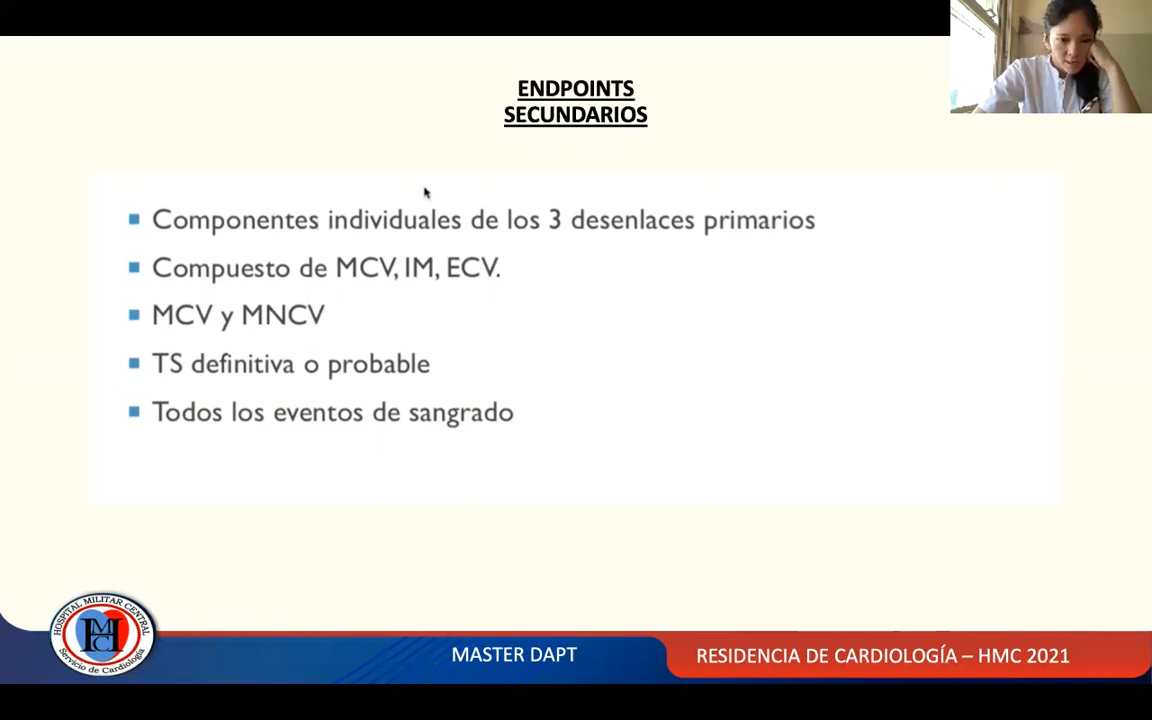 ENDPOINTS
SECUNDARIOS
Componentes individuales de los 3 desenlaces primarios
Compuesto de MCV, IM, ECV.
MCV y MNCV
TS definitiva o probable
Todos los eventos de sangrado
HOSPITAL MILITAR CENTRAL
HMC
Servicio de Cardiología
MASTER DAPT
RESIDENCIA DE CARDIOLOGÍA – HMC 2021